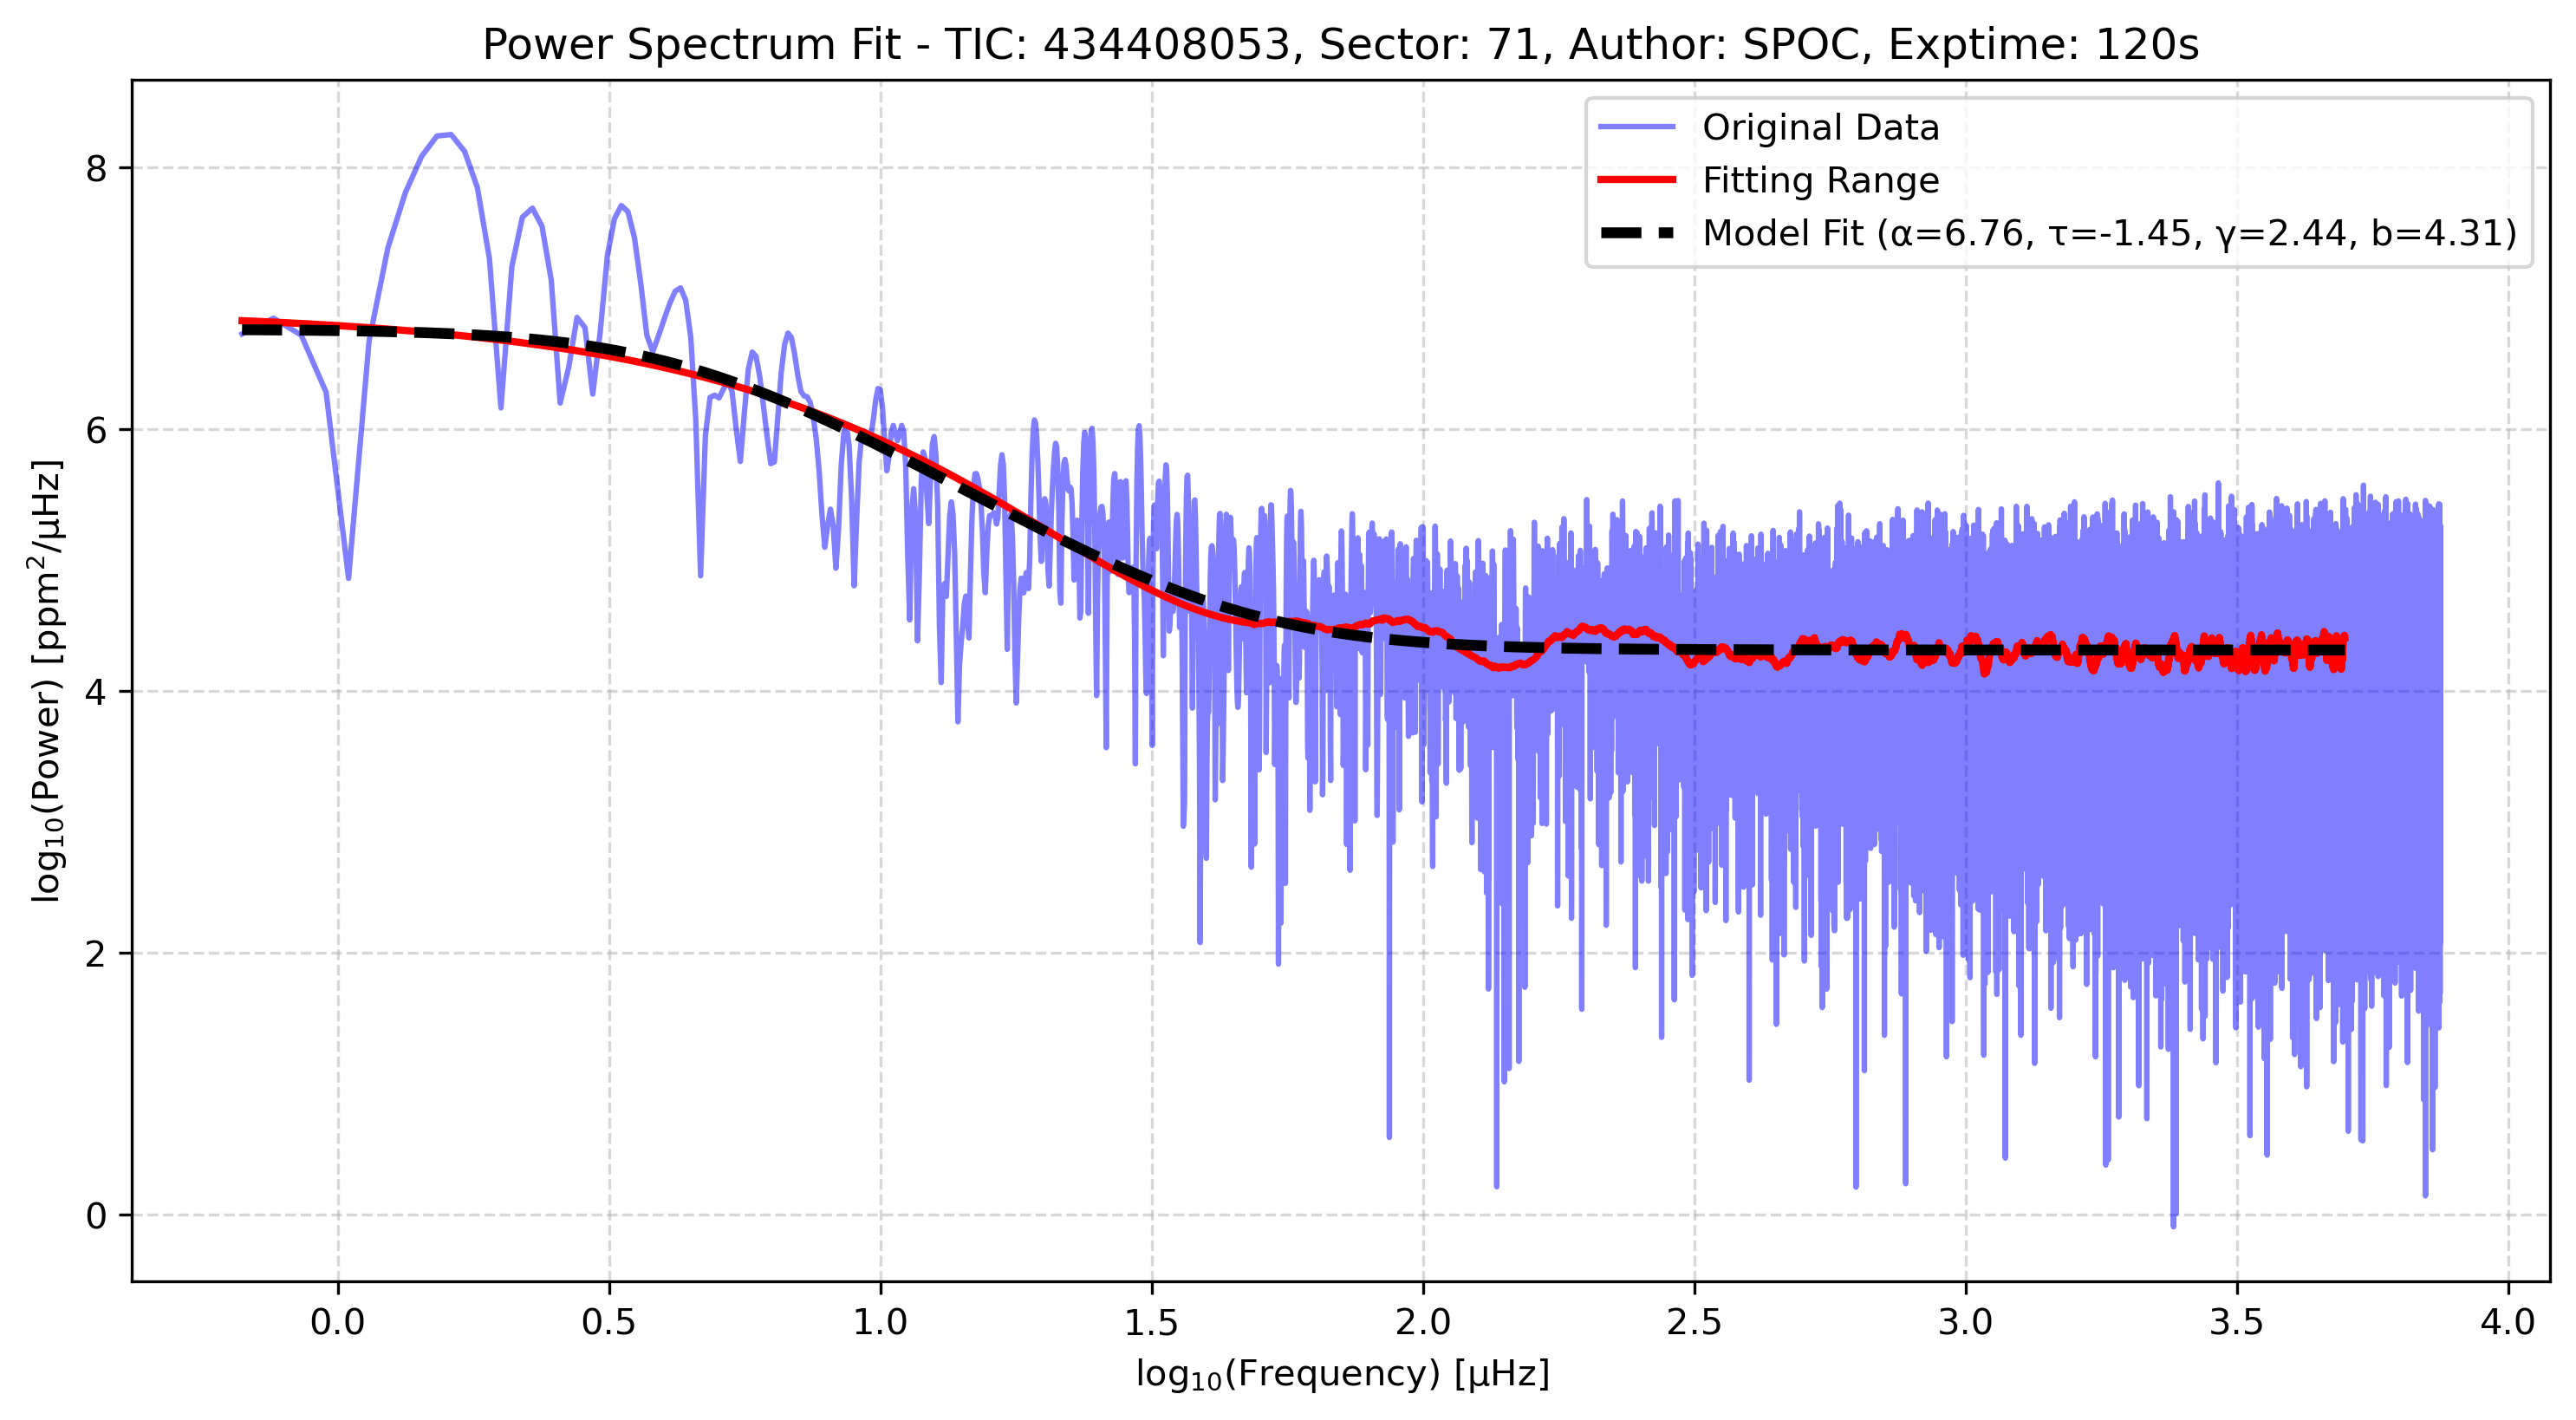 Power Spectrum Fit - TIC: 434408053, Sector: 71, Author: SPOC, Exptime: 120s
Original Data
Fitting Range
Model Fit (α=6.76, τ=-1.45, γ=2.44, b=4.31)
log₁₀(Power) [ppm²/μHz]
8
6
4
2
0
0.0 0.5 1.0 1.5 2.0 2.5 3.0 3.5 4.0
log₁₀(Frequency) [μHz]